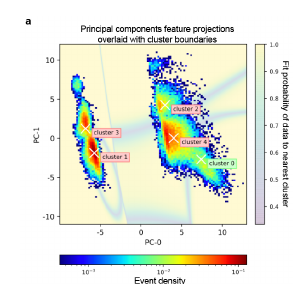 a
Principal components feature projections
overlaid with cluster boundaries
10
5
0
-5
-10
PC-1
cluster 2
cluster 3
cluster 4
cluster 1
cluster 0
-5
0
5
10
PC-0
1.0
0.9
0.8
0.7
0.6
0.5
0.4
Fit probability of data to nearest
cluster
10⁻³
10⁻²
10⁻¹
Event density